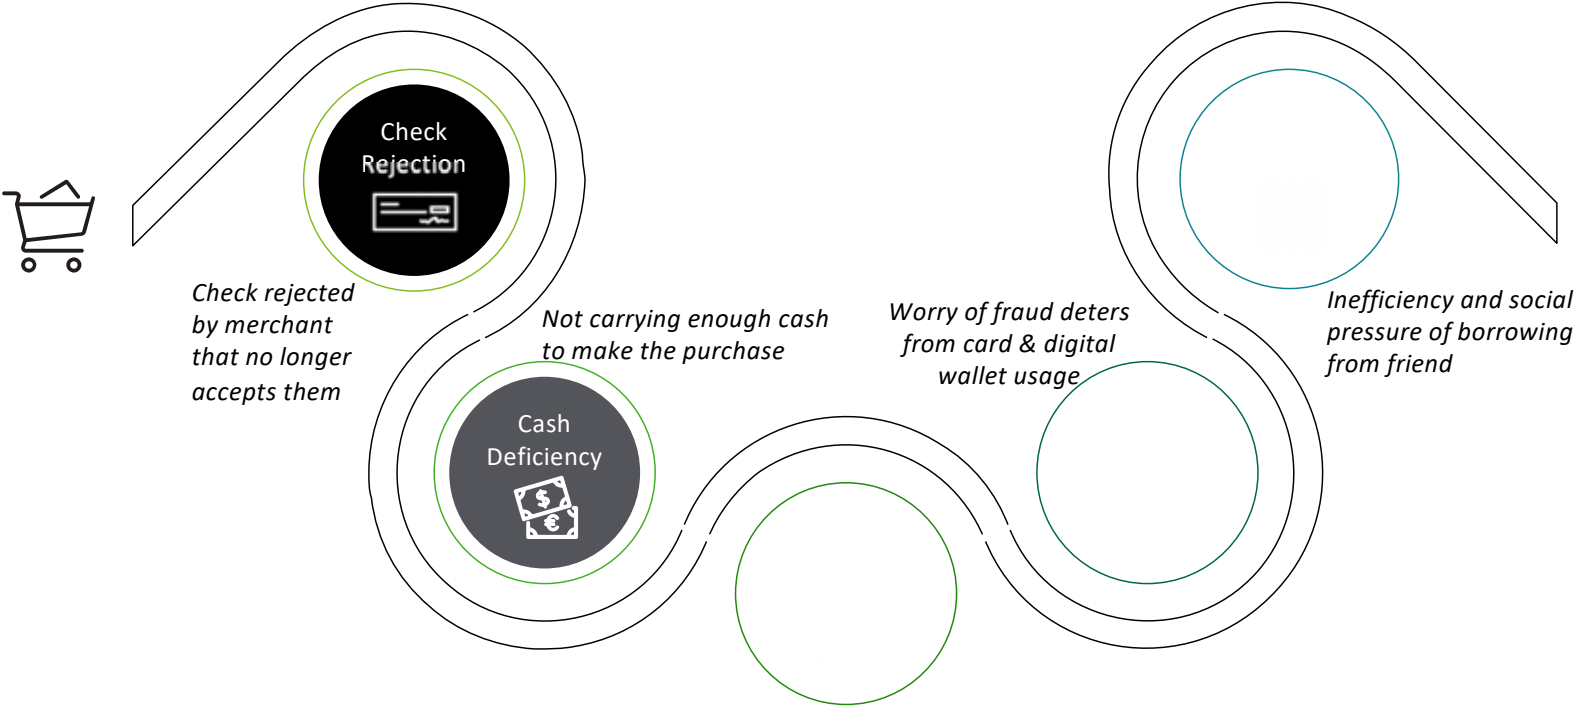 Check
Rejection
Check rejected
by merchant
that no longer
accepts them
Not carrying enough cash
to make the purchase
Cash
Deficiency
$
€
Worry of fraud deters
from card & digital
wallet usage
Inefficiency and social
pressure of borrowing
from friend